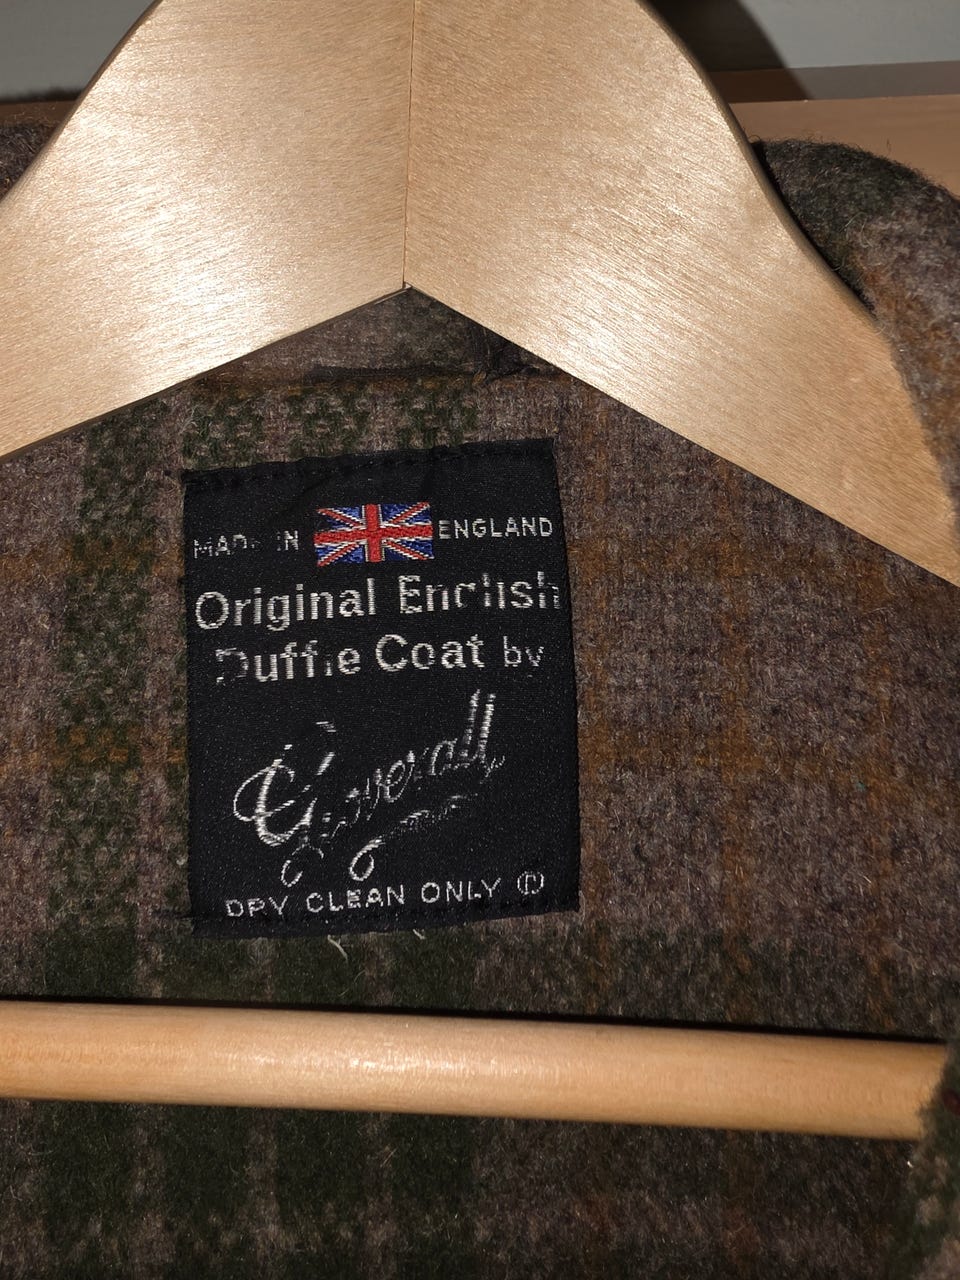 MADE IN ENGLAND
Original English
Duffle Coat by
Gloverall
DRY CLEAN ONLY Ⓟ